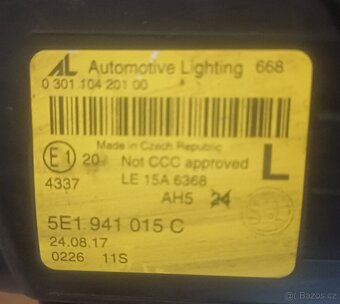 AL Automotive Lighting 668
0 301 104 201 00
Made in Czech Republic
E1 20 Not CCC approved L
4337 LE 15A 6368
AH5 24
5E1 941 015 C
24.08.17
0226 11S
Bazos.cz